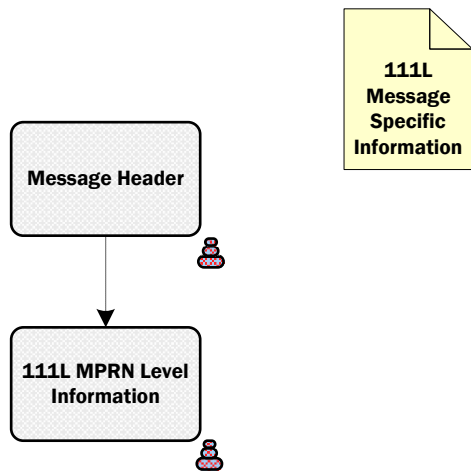 111L
Message
Specific
Information
Message Header
111L MPRN Level
Information